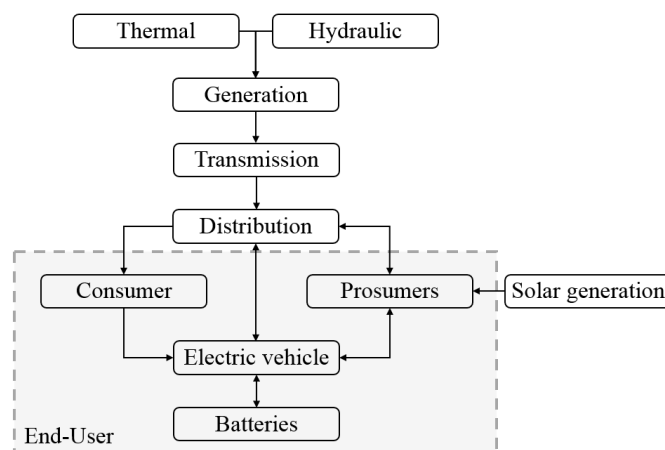 Thermal
Hydraulic
Generation
Transmission
Distribution
Consumer
Prosumers
Solar generation
Electric vehicle
Batteries
End-User